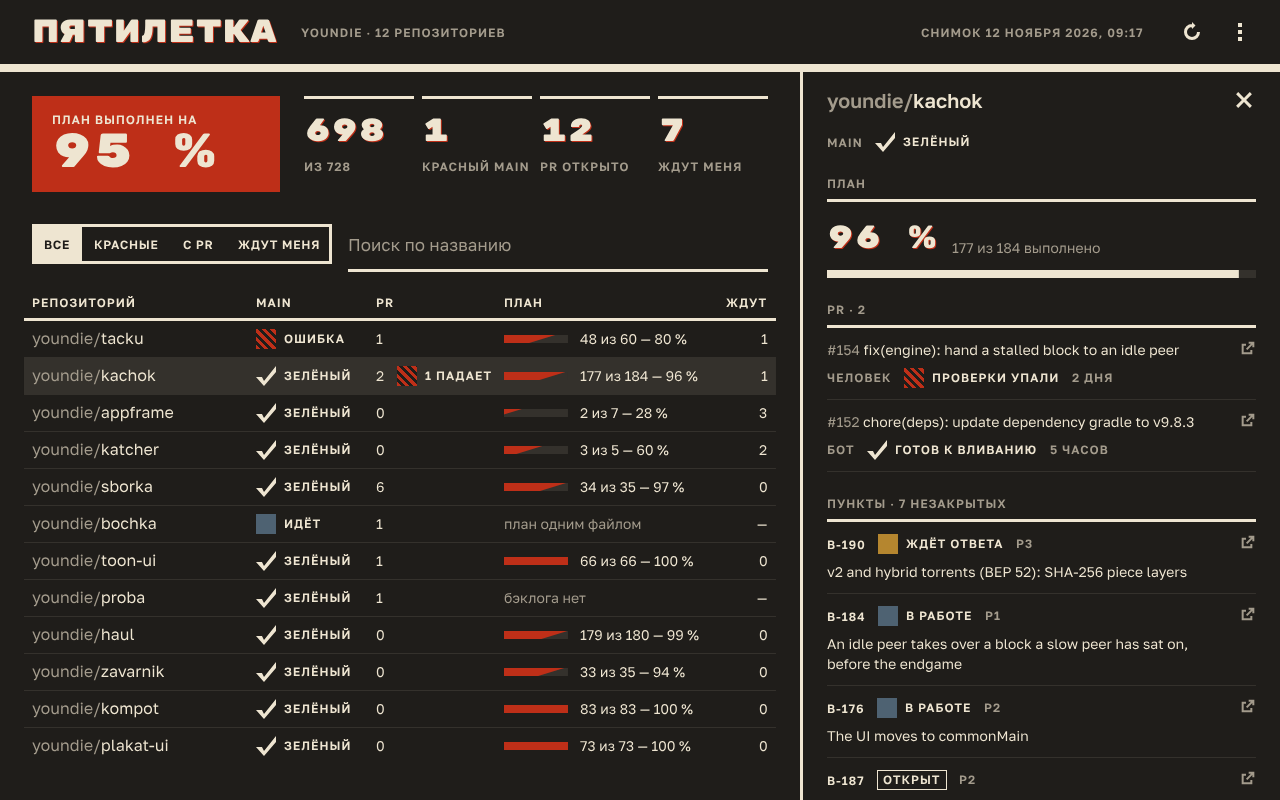 ПЯТИЛЕТКА
YOUNDIE · 12 РЕПОЗИТОРИЕВ
СНИМОК 12 НОЯБРЯ 2026, 09:17
ПЛАН ВЫПОЛНЕН НА
95 %
698
ИЗ 728
1
КРАСНЫЙ MAIN
12
PR ОТКРЫТО
7
ЖДУТ МЕНЯ
ВСЕ
КРАСНЫЕ
С PR
ЖДУТ МЕНЯ
Поиск по названию
РЕПОЗИТОРИЙ MAIN PR ПЛАН ЖДУТ
youndie/tacku ОШИБКА 1 48 из 60 — 80 % 1
youndie/kachok ЗЕЛЁНЫЙ 2 1 ПАДАЕТ 177 из 184 — 96 % 1
youndie/appframe ЗЕЛЁНЫЙ 0 2 из 7 — 28 % 3
youndie/katcher ЗЕЛЁНЫЙ 0 3 из 5 — 60 % 2
youndie/sborka ЗЕЛЁНЫЙ 6 34 из 35 — 97 % 0
youndie/bochka ИДЁТ 1 план одним файлом —
youndie/toon-ui ЗЕЛЁНЫЙ 1 66 из 66 — 100 % 0
youndie/proba ЗЕЛЁНЫЙ 1 бэклога нет —
youndie/haul ЗЕЛЁНЫЙ 0 179 из 180 — 99 % 0
youndie/zavarnik ЗЕЛЁНЫЙ 0 33 из 35 — 94 % 0
youndie/kompot ЗЕЛЁНЫЙ 0 83 из 83 — 100 % 0
youndie/plakat-ui ЗЕЛЁНЫЙ 0 73 из 73 — 100 % 0
youndie/kachok
MAIN ЗЕЛЁНЫЙ
ПЛАН
96 % 177 из 184 выполнено
PR · 2
#154 fix(engine): hand a stalled block to an idle peer
ЧЕЛОВЕК ПРОВЕРКИ УПАЛИ 2 ДНЯ
#152 chore(deps): update dependency gradle to v9.8.3
БОТ ГОТОВ К ВЛИВАНИЮ 5 ЧАСОВ
ПУНКТЫ · 7 НЕЗАКРЫТЫХ
B-190 ЖДЁТ ОТВЕТА P3
v2 and hybrid torrents (BEP 52): SHA-256 piece layers
B-184 В РАБОТЕ P1
An idle peer takes over a block a slow peer has sat on,
before the endgame
B-176 В РАБОТЕ P2
The UI moves to commonMain
B-187 ОТКРЫТ P2